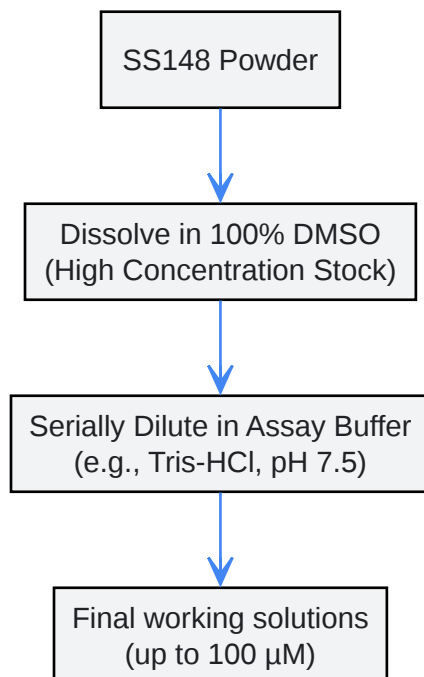 SS148 Powder
Dissolve in 100% DMSO
(High Concentration Stock)
Serially Dilute in Assay Buffer
(e.g., Tris-HCl, pH 7.5)
Final working solutions
(up to 100 µM)